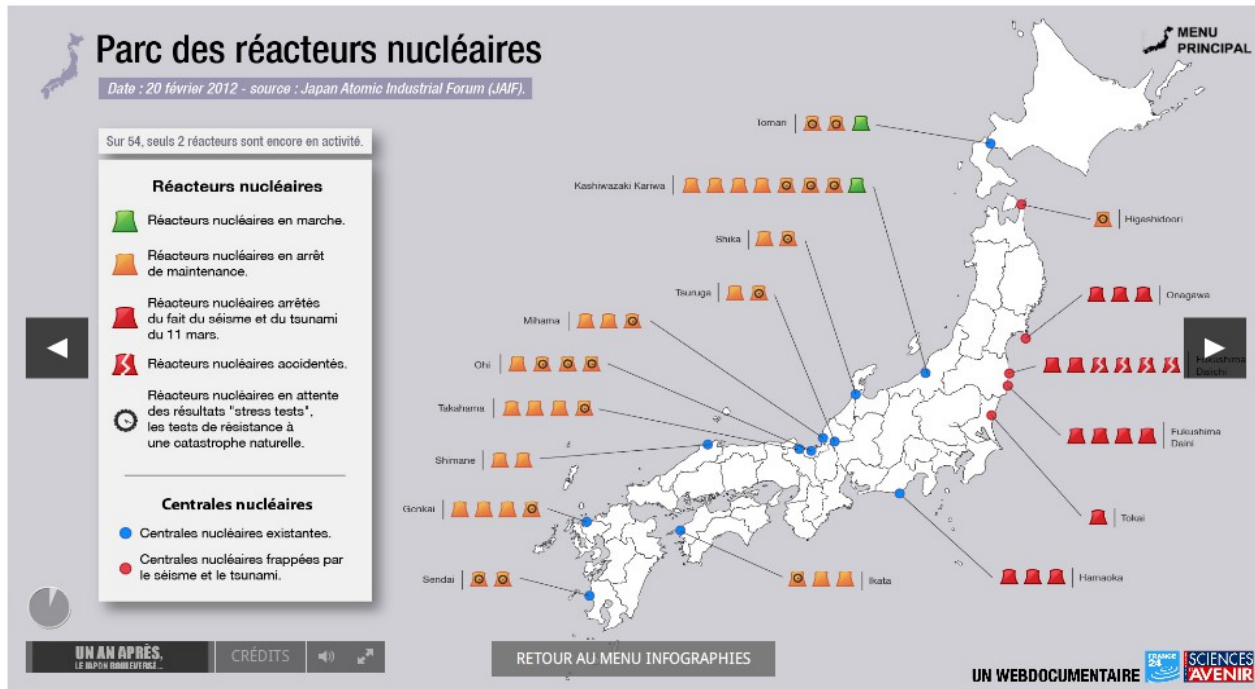 Parc des réacteurs nucléaires
Date : 20 février 2012 - source : Japan Atomic Industrial Forum (JAIF).
MENU
PRINCIPAL
Sur 54, seuls 2 réacteurs sont encore en activité.
Réacteurs nucléaires
Réacteurs nucléaires en marche.
Réacteurs nucléaires en arrêt
de maintenance.
Réacteurs nucléaires arrêtés
du fait du séisme et du tsunami
du 11 mars.
Réacteurs nucléaires accidentés.
Réacteurs nucléaires en attente
des résultats "stress tests",
les tests de résistance à
une catastrophe naturelle.
Centrales nucléaires
Centrales nucléaires existantes.
Centrales nucléaires frappées par
le séisme et le tsunami.
Tomari
Kashiwazaki Kariwa
Shika
Tsuruga
Mihama
Ohi
Takahama
Shimane
Genkai
Sendai
Higashidoori
Onagawa
Fukushima
Daiichi
Fukushima
Daini
Tokai
Hamaoka
Ikata
UN AN APRÈS,
LE JAPON BOULEVERSÉ...
CRÉDITS
RETOUR AU MENU INFOGRAPHIES
UN WEBDOCUMENTAIRE
FRANCE
24
SCIENCES
AVENIR